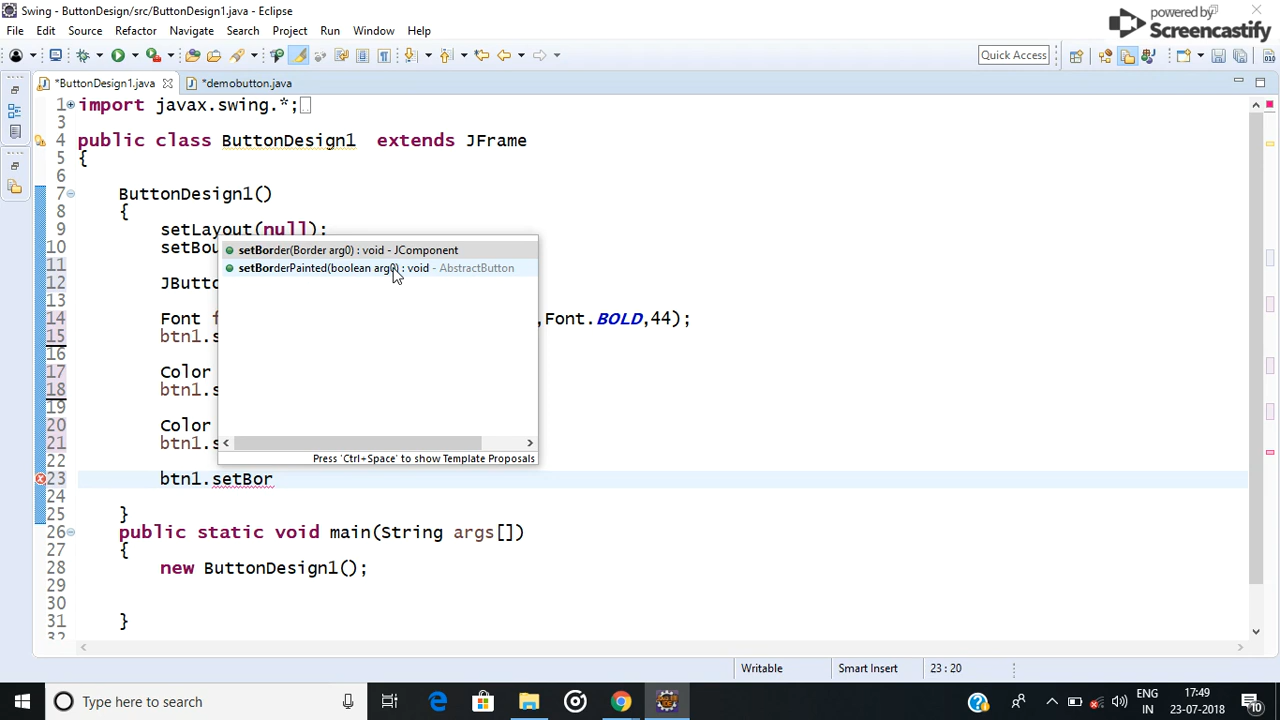 Swing - ButtonDesign/src/ButtonDesign1.java - Eclipse
powered by
Screencastify
File Edit Source Refactor Navigate Search Project Run Window Help
Quick Access
*ButtonDesign1.java *demobutton.java
1 import javax.swing.*;
3
4 public class ButtonDesign1 extends JFrame
5 {
6
7 ButtonDesign1()
8 {
9 setLayout(null);
10 setBou
11
12 JButto
13
14 Font f ,Font.BOLD,44);
15 btn1.s
16
17 Color
18 btn1.s
19
20 Color
21 btn1.s
22
23 btn1.setBor
24
25 }
26 public static void main(String args[])
27 {
28 new ButtonDesign1();
29
30
31 }
32
setBorder(Border arg0) : void - JComponent
setBorderPainted(boolean arg0) : void - AbstractButton
Press 'Ctrl+Space' to show Template Proposals
Writable Smart Insert 23 : 20
Type here to search
ENG 17:49
IN 23-07-2018
10